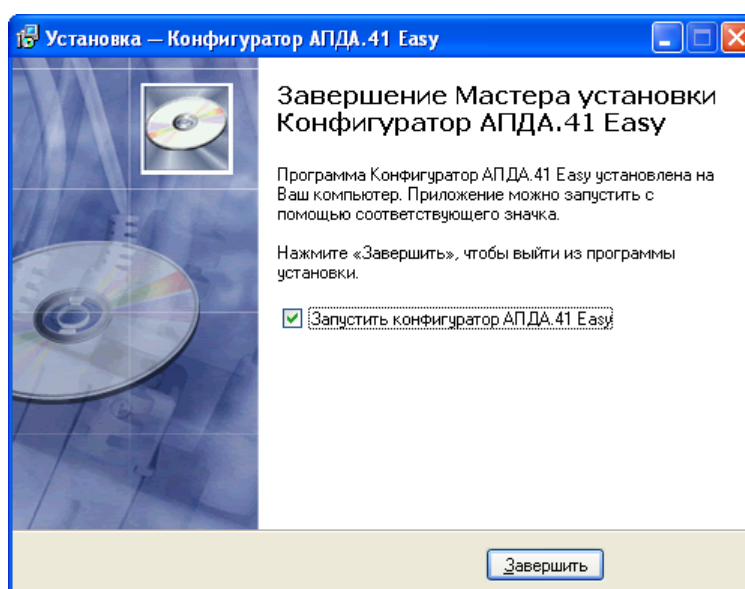 Установка — Конфигуратор АПДА.41 Easy
Завершение Мастера установки
Конфигуратор АПДА.41 Easy
Программа Конфигуратор АПДА.41 Easy установлена на
Ваш компьютер. Приложение можно запустить с
помощью соответствующего значка.
Нажмите «Завершить», чтобы выйти из программы
установки.
Запустить конфигуратор АПДА.41 Easy
Завершить